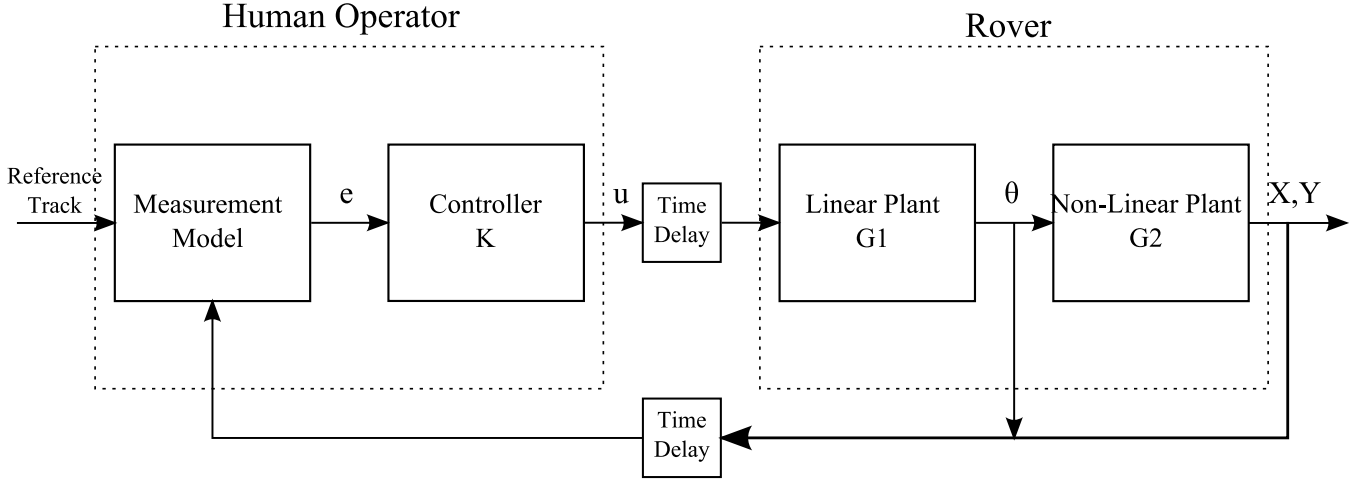 Human Operator
Rover
Reference
Track
Measurement
Model
e
Controller
K
u
Time
Delay
Linear Plant
G1
θ
Non-Linear Plant
G2
X,Y
Time
Delay